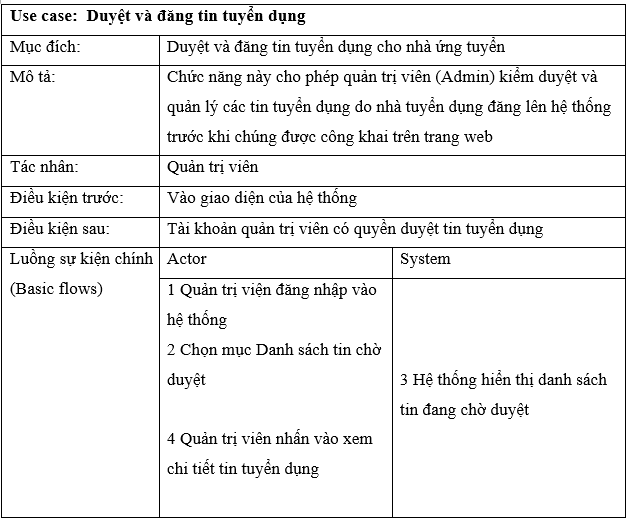 Use case: Duyệt và đăng tin tuyển dụng
Mục đích:
Duyệt và đăng tin tuyển dụng cho nhà ứng tuyển
Mô tả:
Chức năng này cho phép quản trị viên (Admin) kiểm duyệt và
quản lý các tin tuyển dụng do nhà tuyển dụng đăng lên hệ thống
trước khi chúng được công khai trên trang web
Tác nhân:
Quản trị viên
Điều kiện trước:
Vào giao diện của hệ thống
Điều kiện sau:
Tài khoản quản trị viên có quyền duyệt tin tuyển dụng
Luồng sự kiện chính
(Basic flows)
Actor
System
1 Quản trị viện đăng nhập vào
hệ thống
2 Chọn mục Danh sách tin chờ
duyệt
3 Hệ thống hiển thị danh sách
tin đang chờ duyệt
4 Quản trị viên nhấn vào xem
chi tiết tin tuyển dụng